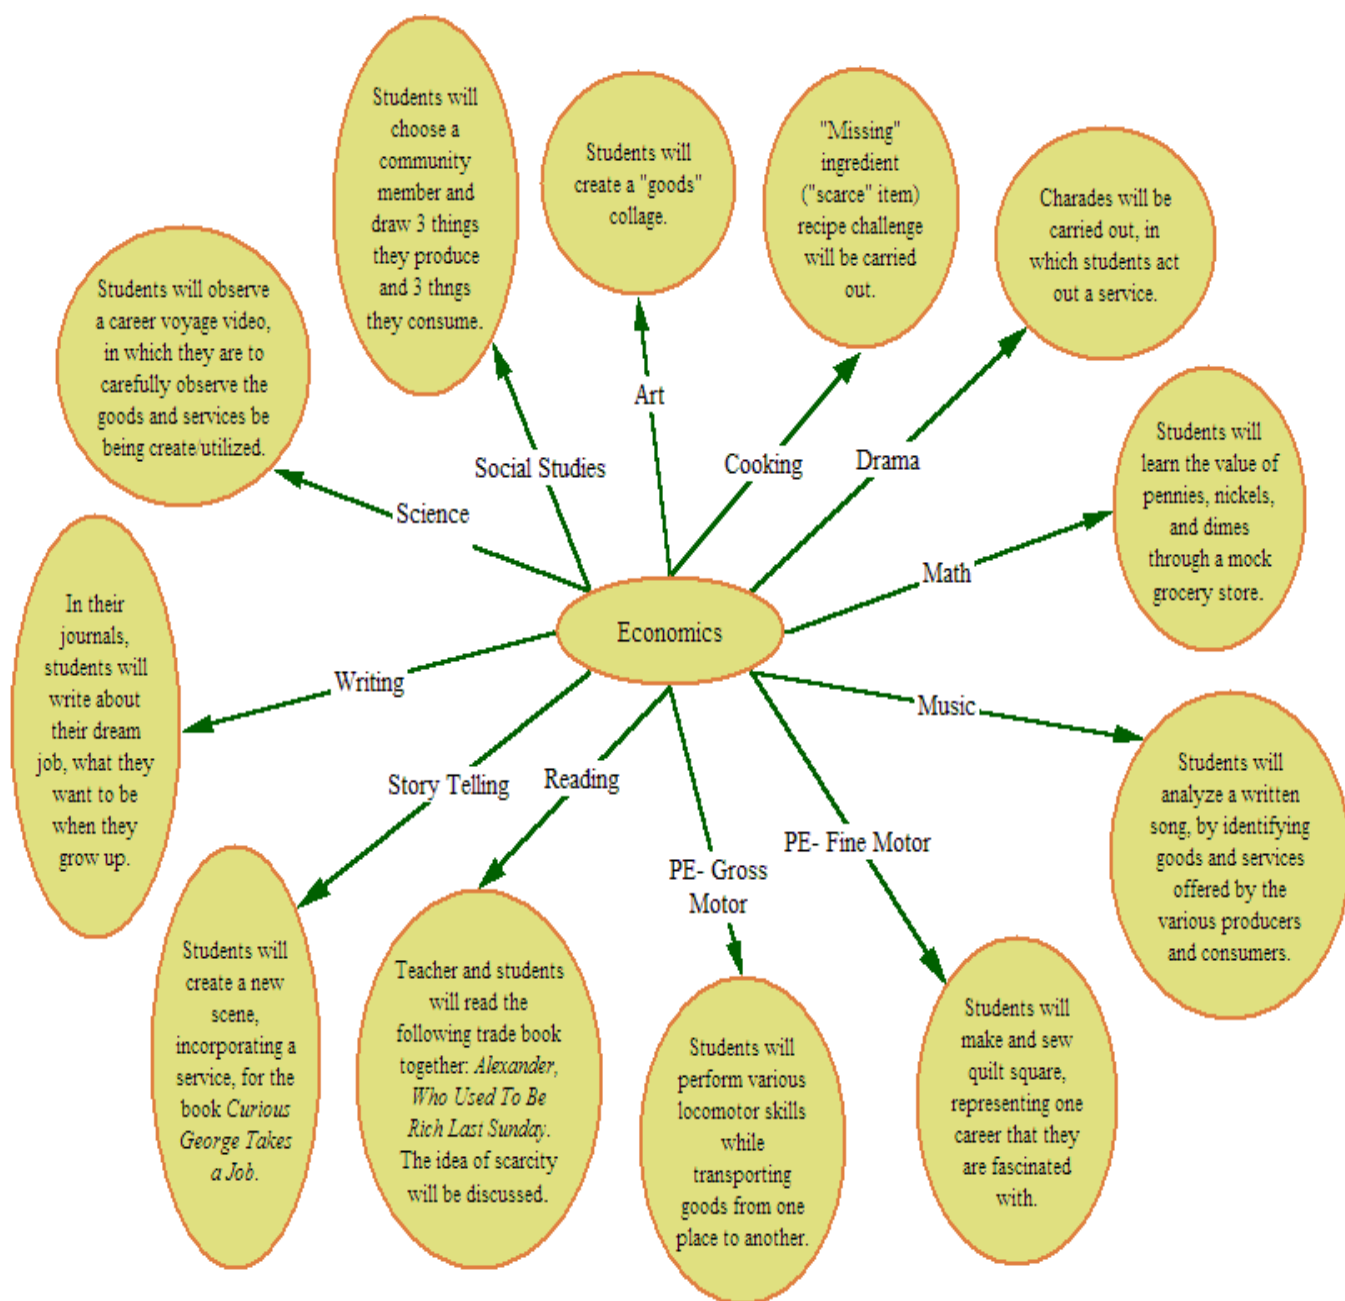 Students will
choose a
community
member and
draw 3 things
they produce
and 3 thngs
they consume.
Students will
create a "goods"
collage.
"Missing"
ingredient
("scarce" item)
recipe challenge
will be carried
out.
Charades will be
carried out, in
which students act
out a service.
Students will observe
a career voyage video,
in which they are to
carefully observe the
goods and services be
being create/utilized.
Art
Social Studies
Cooking
Drama
Science
Students will
learn the value of
pennies, nickels,
and dimes
through a mock
grocery store.
Math
Economics
In their
journals,
students will
write about
their dream
job, what they
want to be
when they
grow up.
Writing
Music
Story Telling
Reading
PE- Gross
Motor
PE- Fine Motor
Students will
analyze a written
song, by identifying
goods and services
offered by the
various producers
and consumers.
Students will
create a new
scene,
incorporating a
service, for the
book Curious
George Takes
a Job.
Teacher and students
will read the
following trade book
together: Alexander,
Who Used To Be
Rich Last Sunday.
The idea of scarcity
will be discussed.
Students will
perform various
locomotor skills
while
transporting
goods from one
place to another.
Students will
make and sew
quilt square,
representing one
career that they
are fascinated
with.